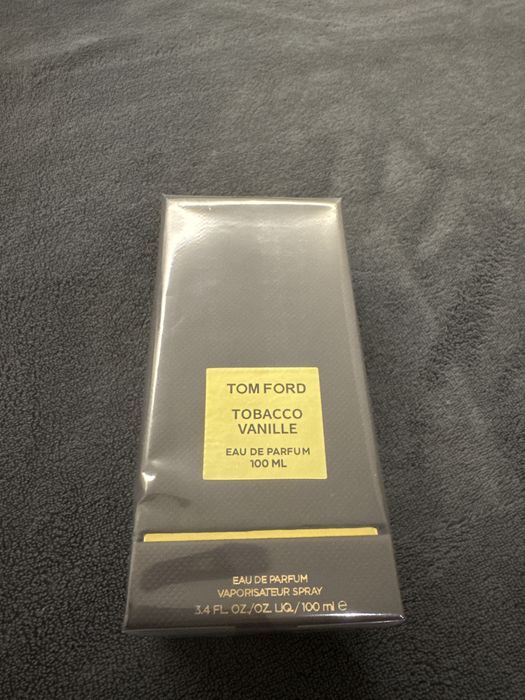 TOM FORD
TOBACCO
VANILLE
EAU DE PARFUM
100 ML
EAU DE PARFUM
VAPORISATEUR SPRAY
3.4 FL. OZ./OZ. LIQ./100 ml ℮